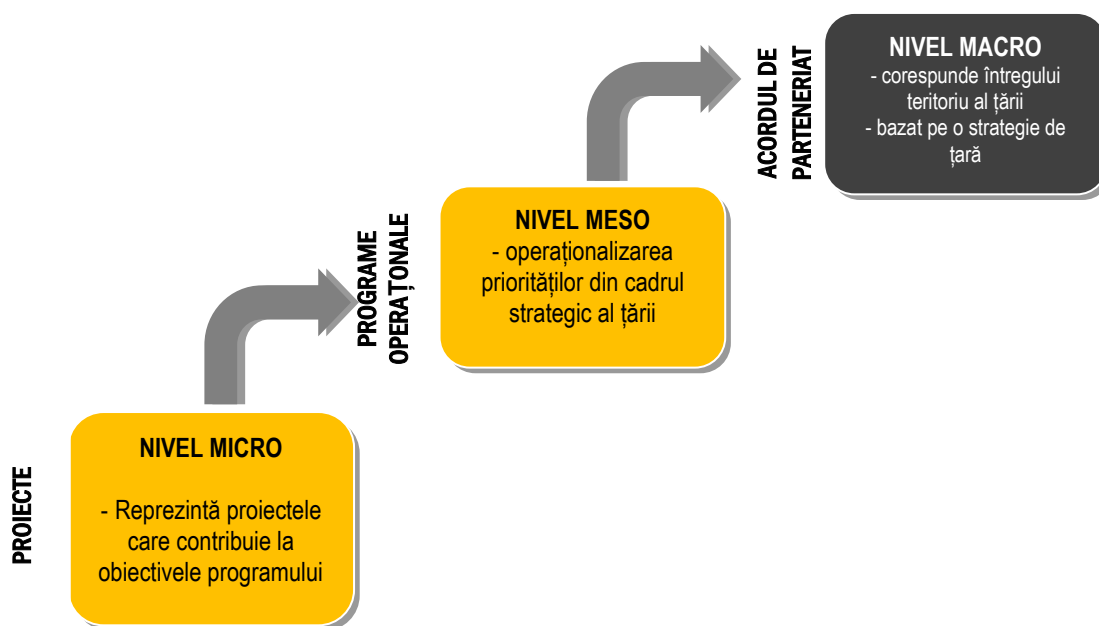 ACORDUL DE
PARTENERIAT
NIVEL MACRO
- corespunde întregului
teritoriu al țării
- bazat pe o strategie de
țară
PROGRAME
OPERAȚIONALE
NIVEL MESO
- operaționalizarea
priorităților din cadrul
strategic al țării
PROIECTE
NIVEL MICRO
- Reprezintă proiectele
care contribuie la
obiectivele programului